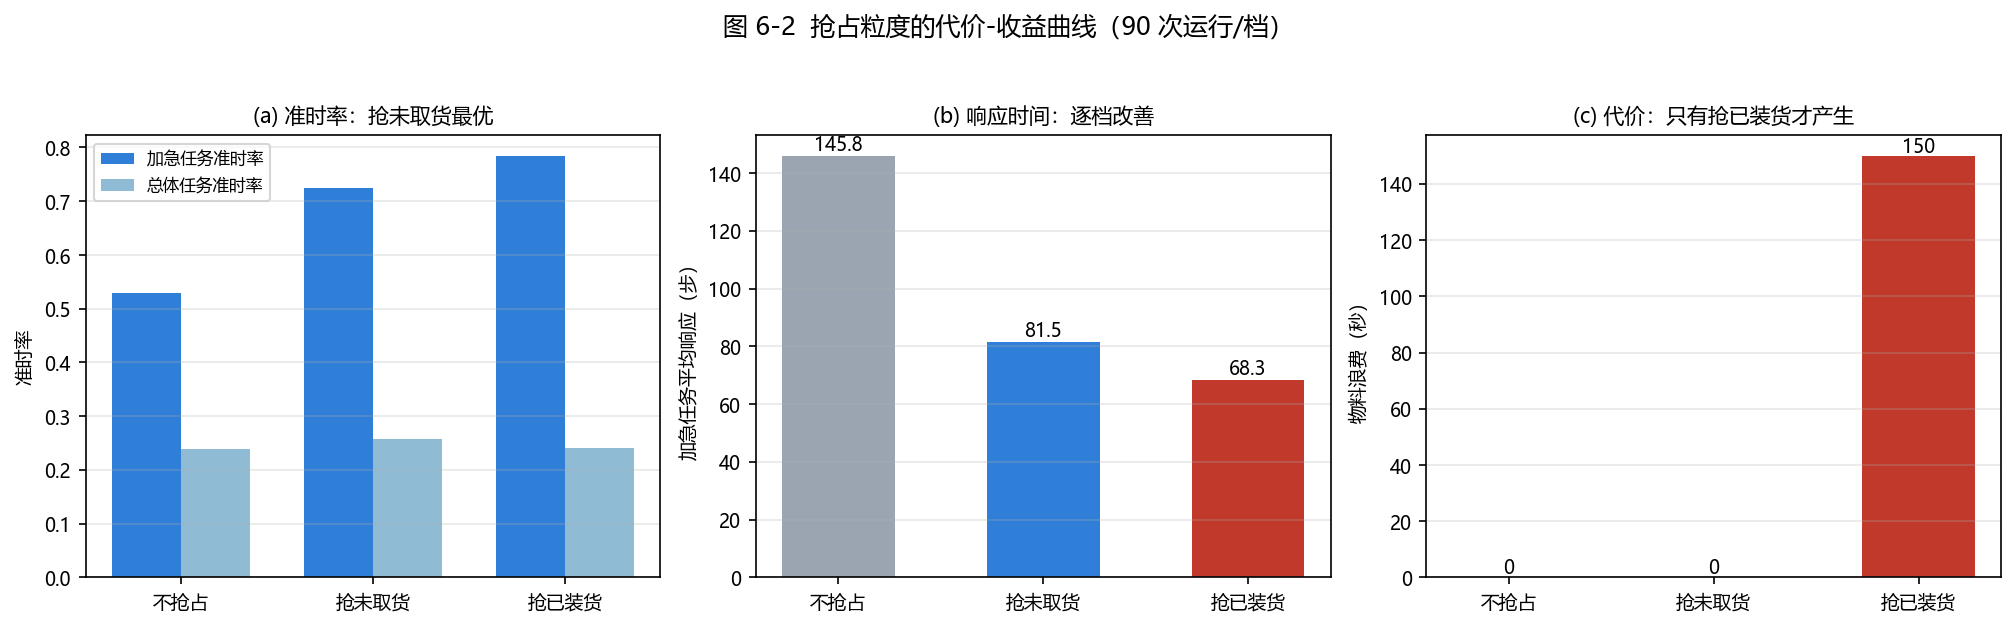 图 6-2 抢占粒度的代价-收益曲线（90 次运行/档）
(a) 准时率：抢未取货最优
准时率
0.8
0.7
0.6
0.5
0.4
0.3
0.2
0.1
0.0
加急任务准时率
总体任务准时率
不抢占
抢未取货
抢已装货
(b) 响应时间：逐档改善
加急任务平均响应（步）
140
120
100
80
60
40
20
0
145.8
81.5
68.3
不抢占
抢未取货
抢已装货
(c) 代价：只有抢已装货才产生
物料浪费（秒）
140
120
100
80
60
40
20
0
0
0
150
不抢占
抢未取货
抢已装货